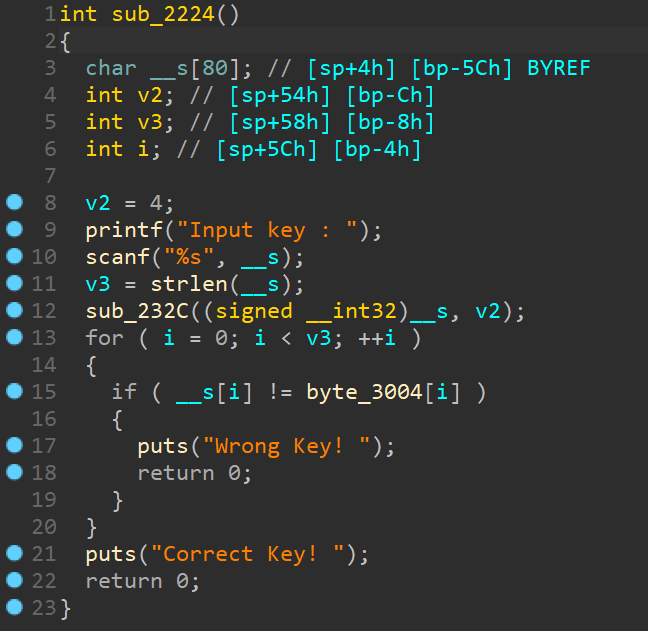 1 int sub_2224()
2 {
3   char __s[80]; // [sp+4h] [bp-5Ch] BYREF
4   int v2; // [sp+54h] [bp-Ch]
5   int v3; // [sp+58h] [bp-8h]
6   int i; // [sp+5Ch] [bp-4h]
7
8   v2 = 4;
9   printf("Input key : ");
10   scanf("%s", __s);
11   v3 = strlen(__s);
12   sub_232C((signed __int32)__s, v2);
13   for ( i = 0; i < v3; ++i )
14   {
15     if ( __s[i] != byte_3004[i] )
16     {
17       puts("Wrong Key! ");
18       return 0;
19     }
20   }
21   puts("Correct Key! ");
22   return 0;
23 }